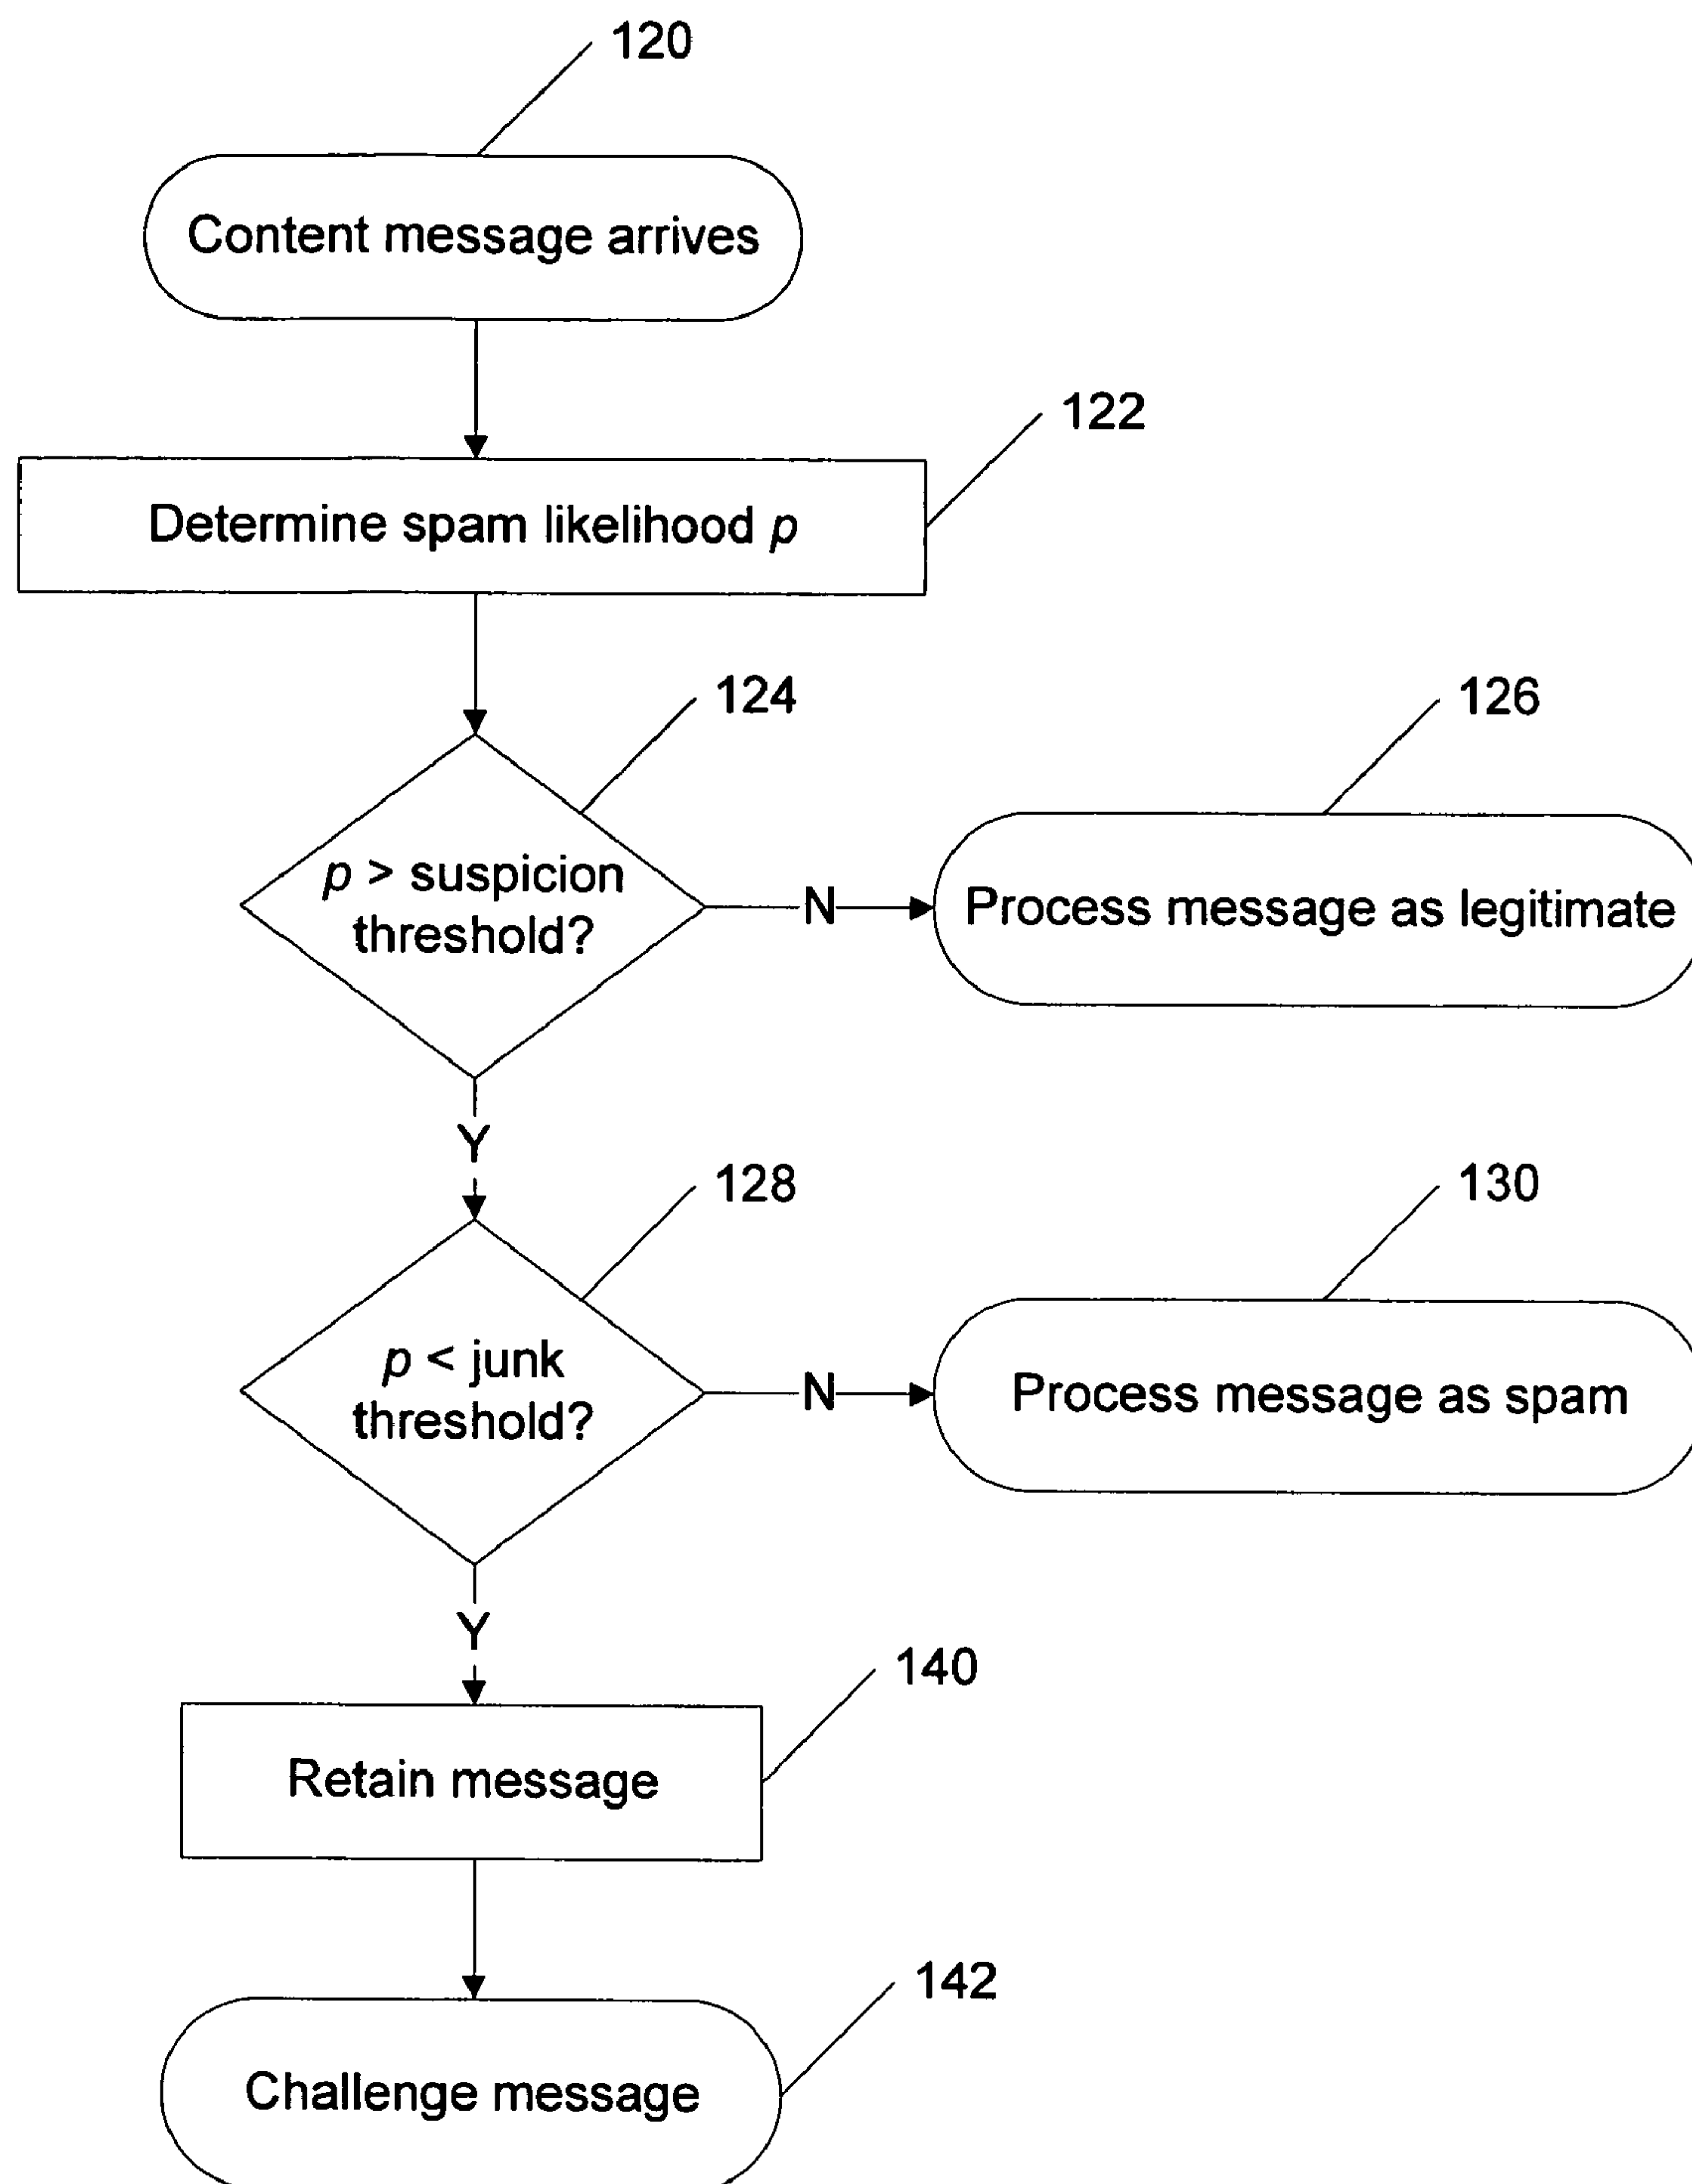 120
Content message arrives
122
Determine spam likelihood p
124
126
p > suspicion
threshold?
N
Process message as legitimate
Y
128
130
p < junk
threshold?
N
Process message as spam
Y
140
Retain message
142
Challenge message